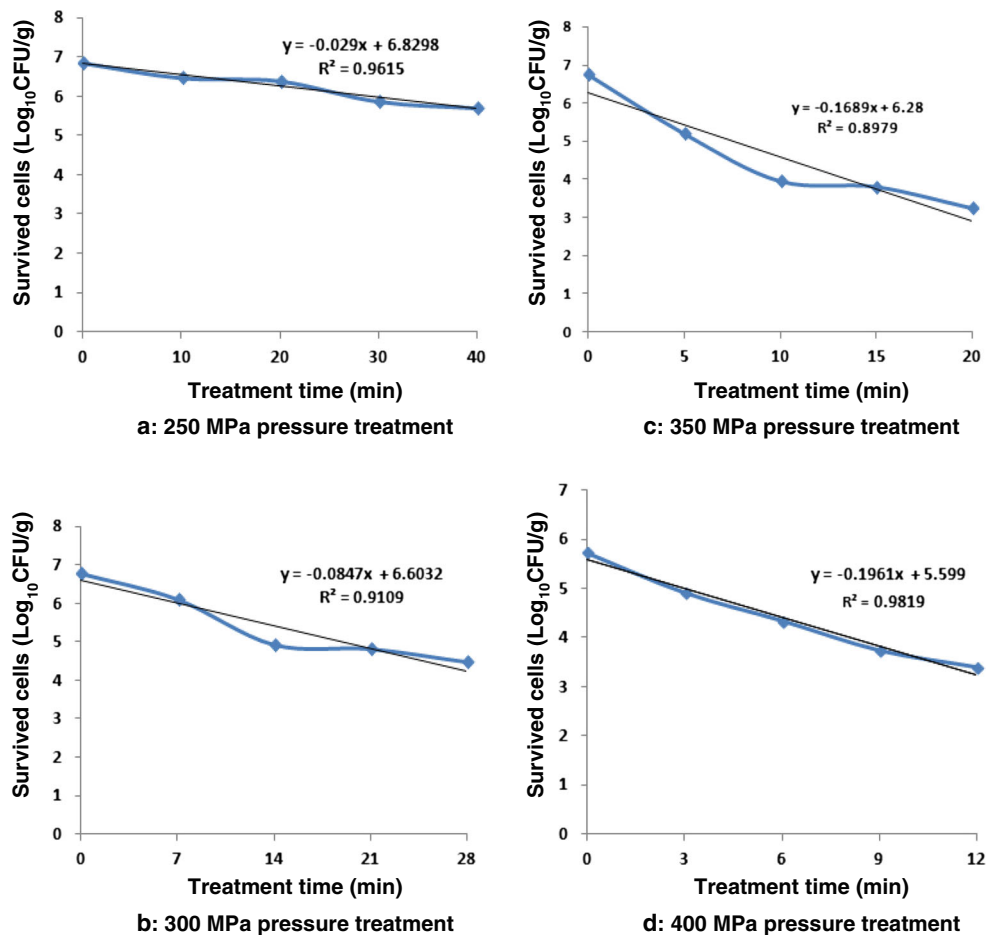 Survived cells (Log₁₀CFU/g)
8
7
6
5
4
3
2
1
0
y = -0.029x + 6.8298
R² = 0.9615
0 10 20 30 40
Treatment time (min)
a: 250 MPa pressure treatment
Survived cells (Log₁₀CFU/g)
8
7
6
5
4
3
2
1
0
y = -0.1689x + 6.28
R² = 0.8979
0 5 10 15 20
Treatment time (min)
c: 350 MPa pressure treatment
Survived cells (Log₁₀CFU/g)
8
7
6
5
4
3
2
1
0
y = -0.0847x + 6.6032
R² = 0.9109
0 7 14 21 28
Treatment time (min)
b: 300 MPa pressure treatment
Survived cells (Log₁₀CFU/g)
7
6
5
4
3
2
1
0
y = -0.1961x + 5.599
R² = 0.9819
0 3 6 9 12
Treatment time (min)
d: 400 MPa pressure treatment